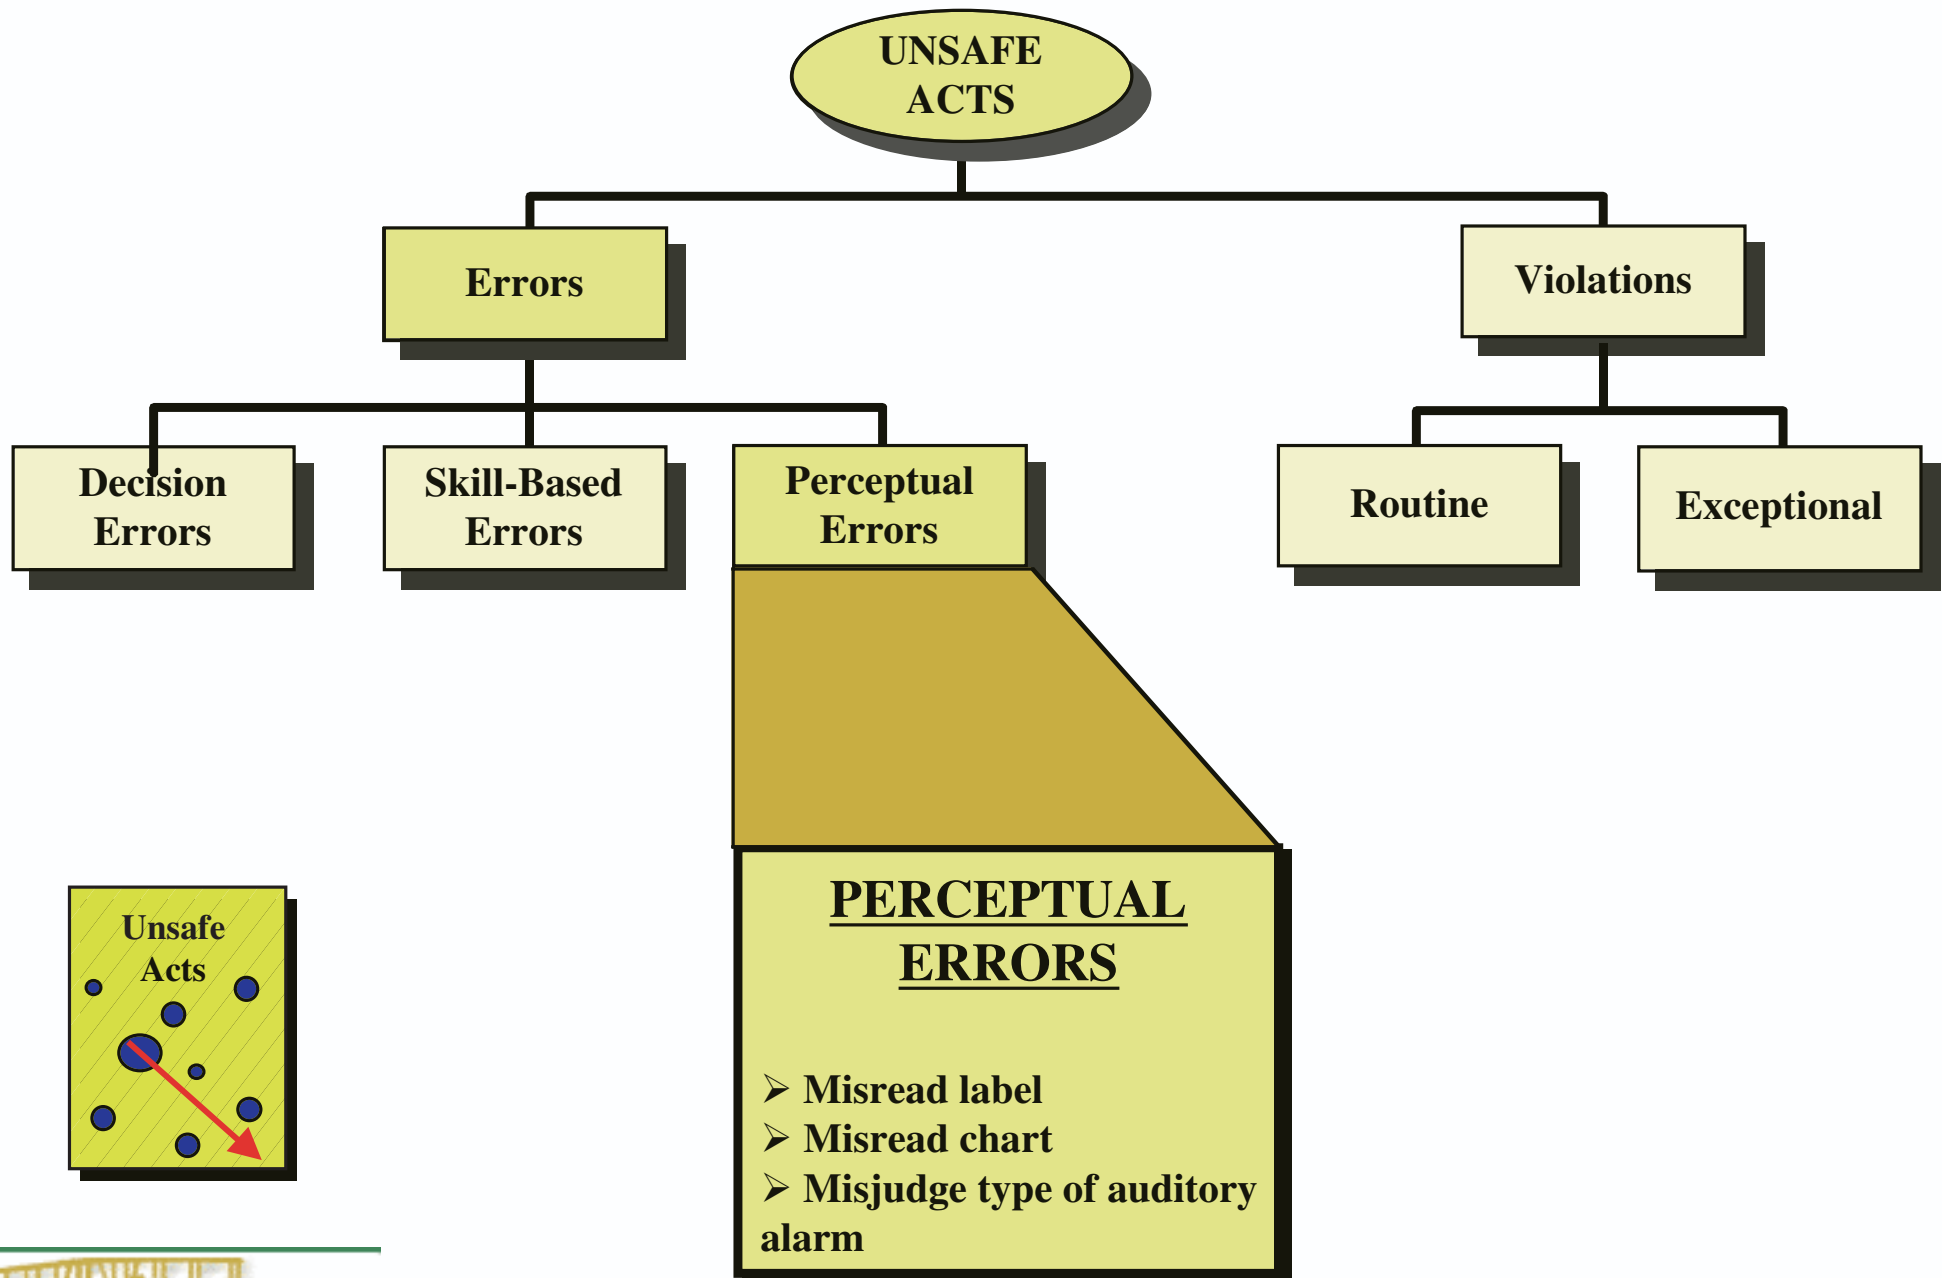 UNSAFE
ACTS
Errors
Violations
Decision
Errors
Skill-Based
Errors
Perceptual
Errors
Routine
Exceptional
PERCEPTUAL
ERRORS
➢ Misread label
➢ Misread chart
➢ Misjudge type of auditory
alarm
Unsafe
Acts